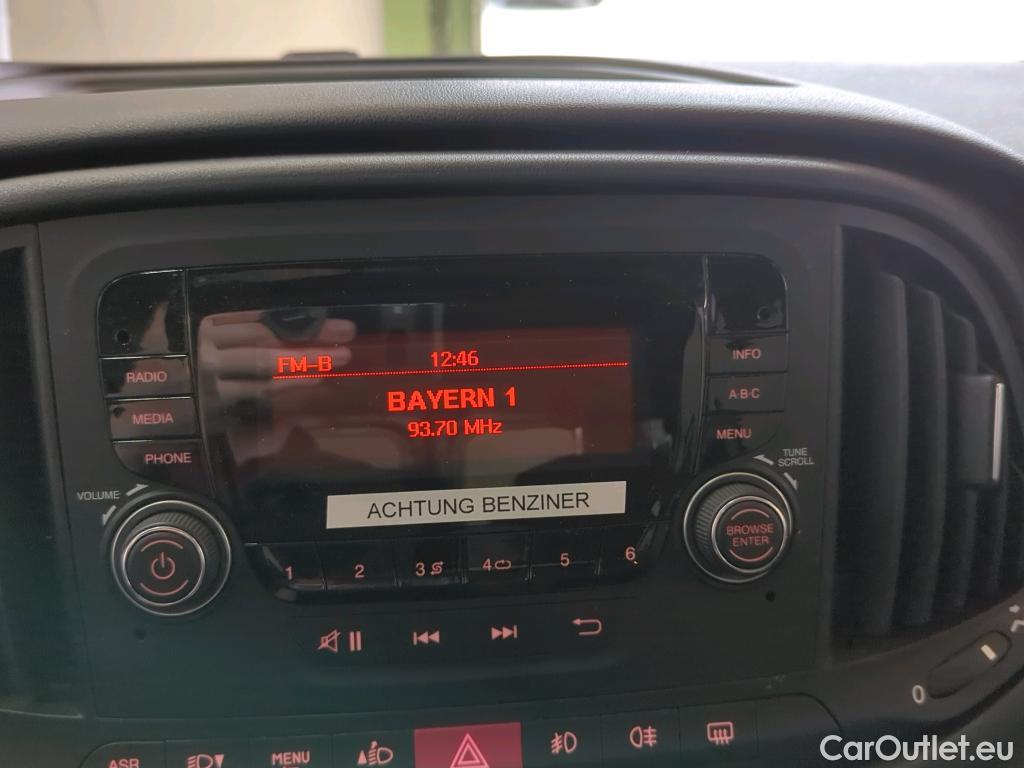 FM-B 12:46
BAYERN 1
93.70 MHz
ACHTUNG BENZINER
RADIO
MEDIA
PHONE
VOLUME
INFO
A·B·C
MENU
TUNE
SCROLL
BROWSE
ENTER
1 2 3 4 5 6
0
ASR
MENU
CarOutlet.eu